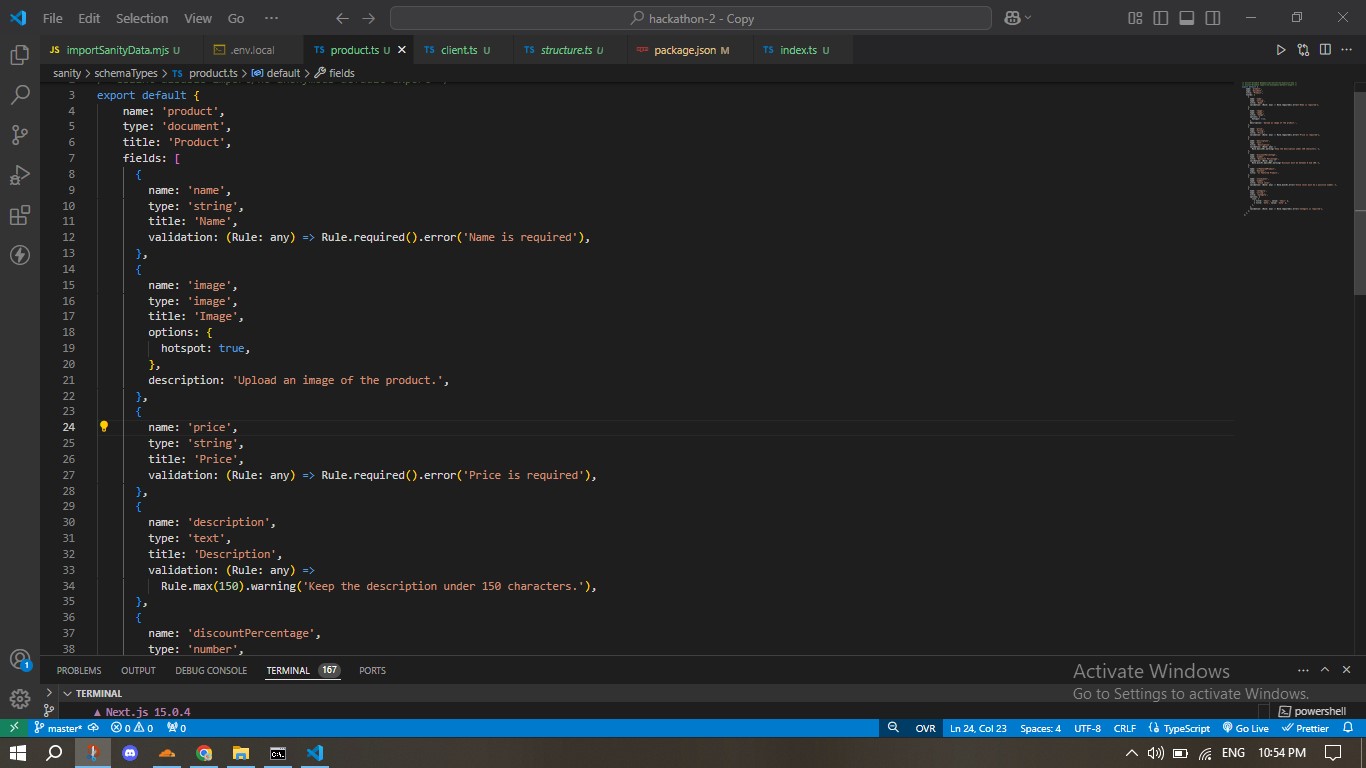 File Edit Selection View Go ··· hackathon-2 - Copy
JS importSanityData.mjs U .env.local TS product.ts U TS client.ts U TS structure.ts U package.json M TS index.ts U
sanity > schemaTypes > TS product.ts > default > fields
3 export default {
4 name: 'product',
5 type: 'document',
6 title: 'Product',
7 fields: [
8 {
9 name: 'name',
10 type: 'string',
11 title: 'Name',
12 validation: (Rule: any) => Rule.required().error('Name is required'),
13 },
14 {
15 name: 'image',
16 type: 'image',
17 title: 'Image',
18 options: {
19 hotspot: true,
20 },
21 description: 'Upload an image of the product.',
22 },
23 {
24 name: 'price',
25 type: 'string',
26 title: 'Price',
27 validation: (Rule: any) => Rule.required().error('Price is required'),
28 },
29 {
30 name: 'description',
31 type: 'text',
32 title: 'Description',
33 validation: (Rule: any) =>
34 Rule.max(150).warning('Keep the description under 150 characters.'),
35 },
36 {
37 name: 'discountPercentage',
38 type: 'number',
PROBLEMS OUTPUT DEBUG CONSOLE TERMINAL 167 PORTS
Activate Windows
Go to Settings to activate Windows.
TERMINAL
▲ Next.js 15.0.4
powershell
master* 0 0 0 OVR Ln 24, Col 23 Spaces: 4 UTF-8 CRLF TypeScript Go Live Prettier
1
ENG 10:54 PM